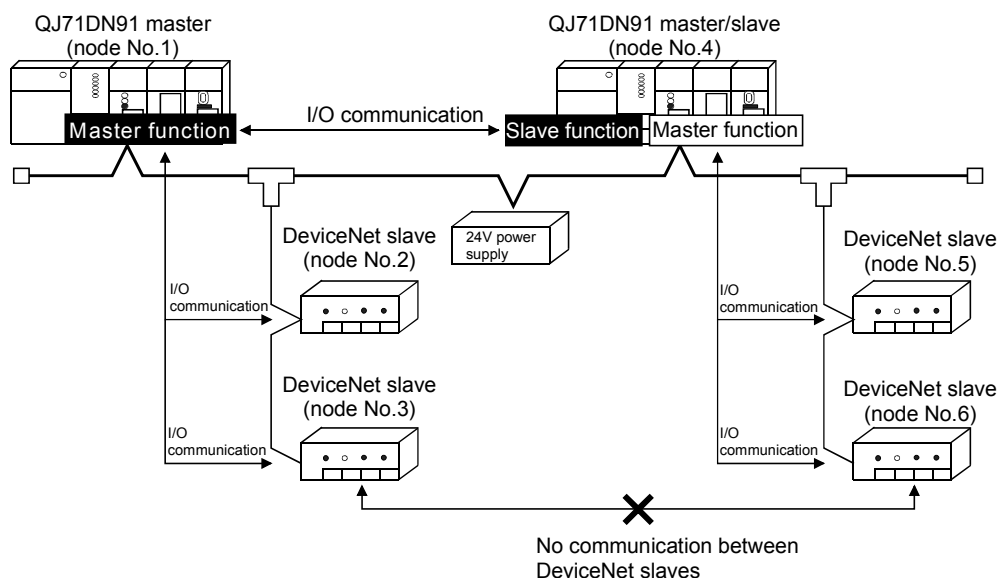 QJ71DN91 master
(node No.1)
QJ71DN91 master/slave
(node No.4)
Master function
I/O communication
Slave function
Master function
24V power
supply
DeviceNet slave
(node No.2)
DeviceNet slave
(node No.5)
I/O
communication
I/O
communication
DeviceNet slave
(node No.3)
DeviceNet slave
(node No.6)
I/O
communication
I/O
communication
No communication between
DeviceNet slaves